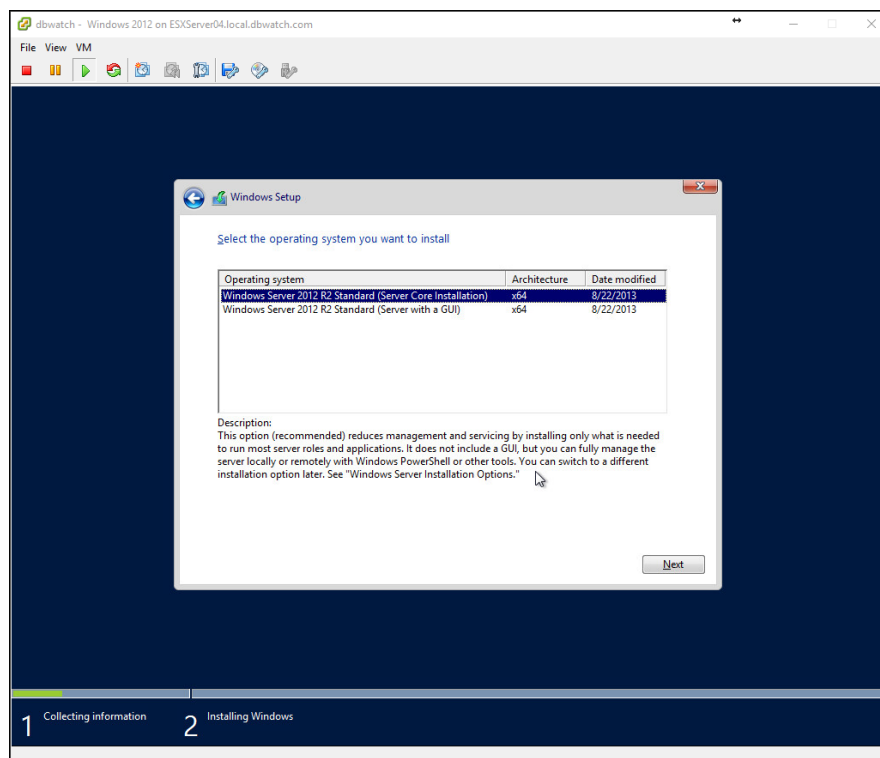 dbwatch - Windows 2012 on ESXServer04.local.dbwatch.com
File View VM
Windows Setup
Select the operating system you want to install
Operating system Architecture Date modified
Windows Server 2012 R2 Standard (Server Core Installation) x64 8/22/2013
Windows Server 2012 R2 Standard (Server with a GUI) x64 8/22/2013
Description:
This option (recommended) reduces management and servicing by installing only what is needed
to run most server roles and applications. It does not include a GUI, but you can fully manage the
server locally or remotely with Windows PowerShell or other tools. You can switch to a different
installation option later. See "Windows Server Installation Options."
Next
1 Collecting information 2 Installing Windows